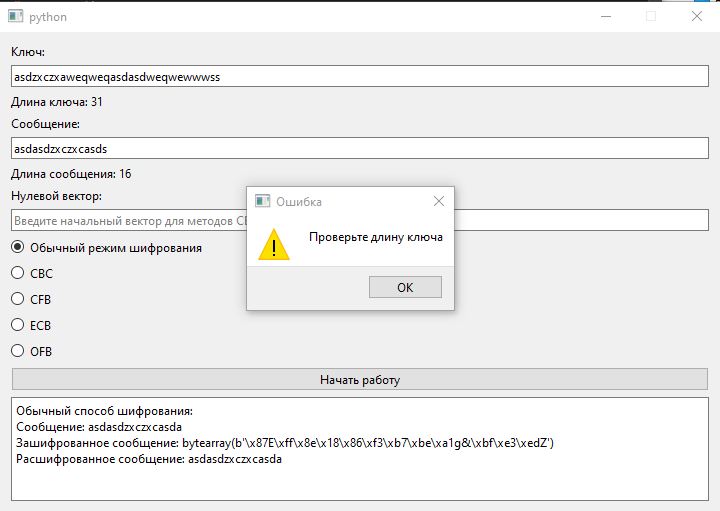 python
Ключ:
asdzxczxaweqweqasdasdweqwewwwss
Длина ключа: 31
Сообщение:
asdasdzxczxcasds
Длина сообщения: 16
Нулевой вектор:
Введите начальный вектор для методов
Ошибка
Проверьте длину ключа
OK
Обычный режим шифрования
CBC
CFB
ECB
OFB
Начать работу
Обычный способ шифрования:
Сообщение: asdasdzxczxcasda
Зашифрованное сообщение: bytearray(b'\x87E\xff\x8e\x18\x86\xf3\xb7\xbe\xa1g&\xbf\xe3\xedZ')
Расшифрованное сообщение: asdasdzxczxcasda